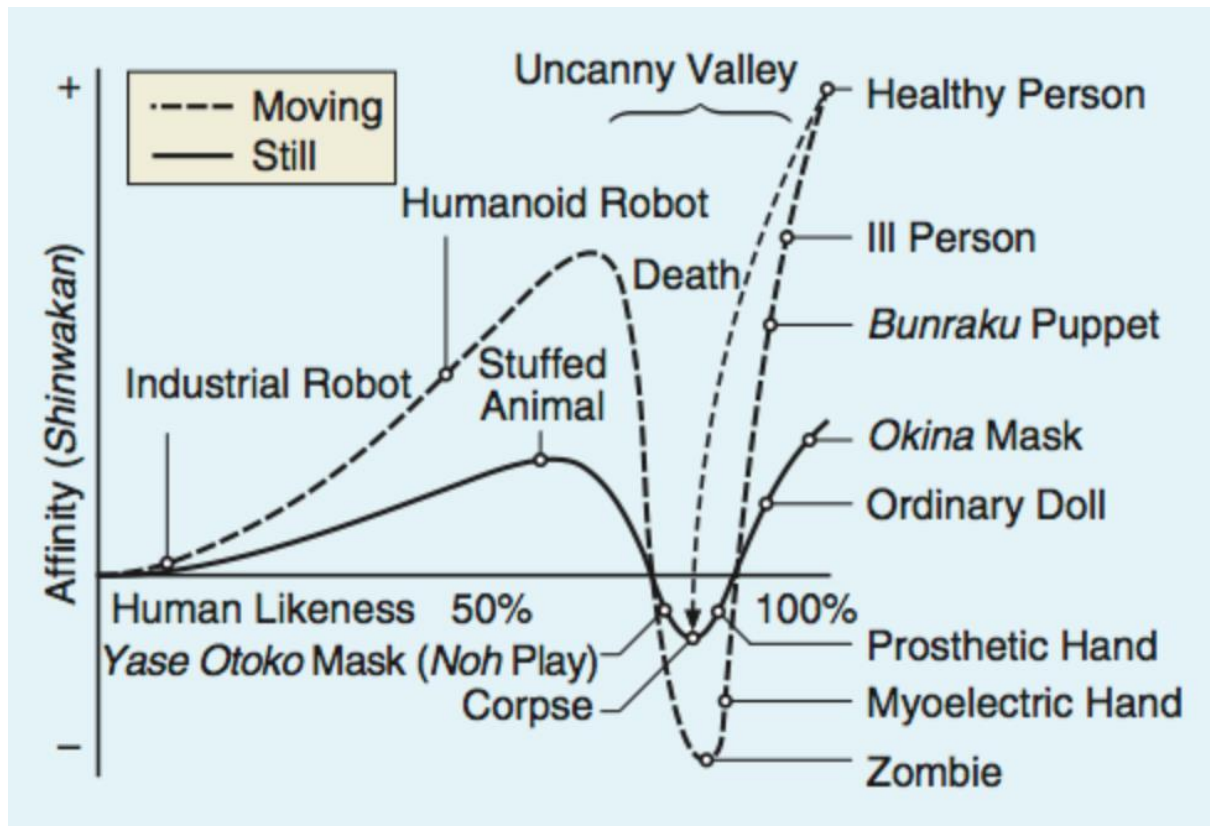 Uncanny Valley
+
Healthy Person
Moving
Still
Humanoid Robot
Ill Person
Death
Bunraku Puppet
Stuffed
Animal
Industrial Robot
Okina Mask
Ordinary Doll
Affinity (Shinwakan)
Human Likeness 50% 100%
Yase Otoko Mask (Noh Play)
Prosthetic Hand
Corpse
Myoelectric Hand
–
Zombie